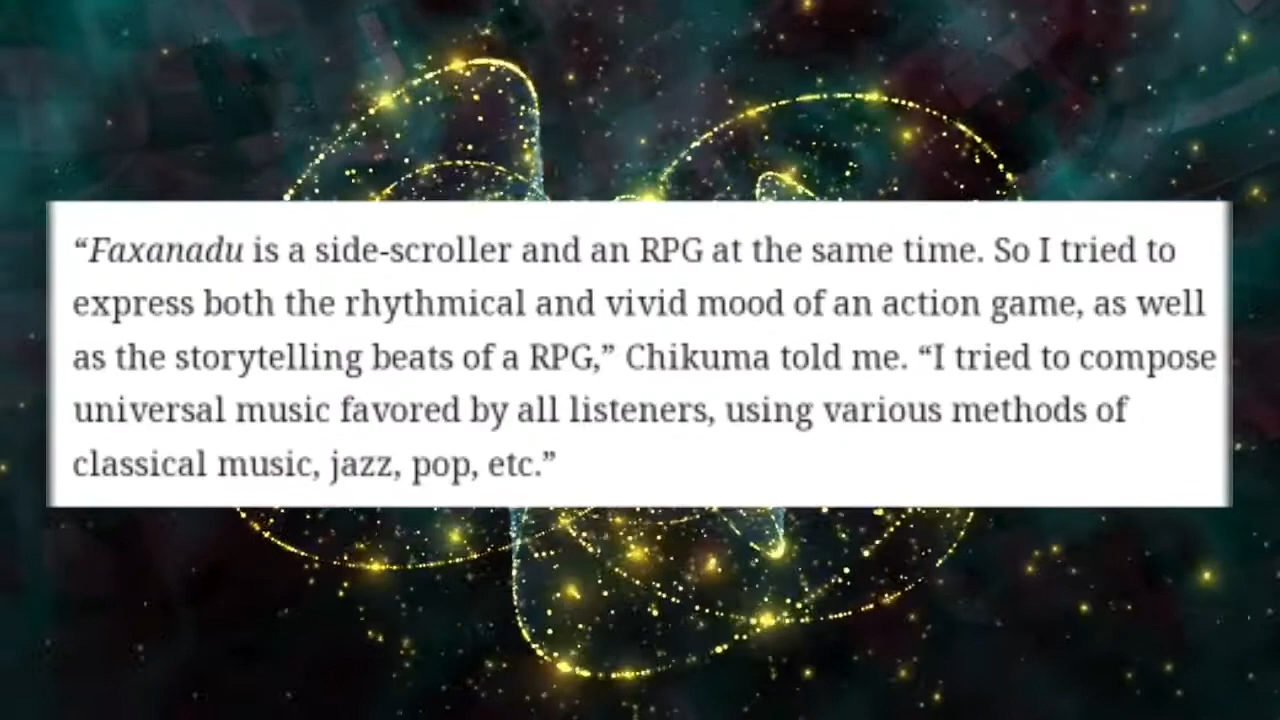 “Faxanadu is a side-scroller and an RPG at the same time. So I tried to
express both the rhythmical and vivid mood of an action game, as well
as the storytelling beats of a RPG,” Chikuma told me. “I tried to compose
universal music favored by all listeners, using various methods of
classical music, jazz, pop, etc.”